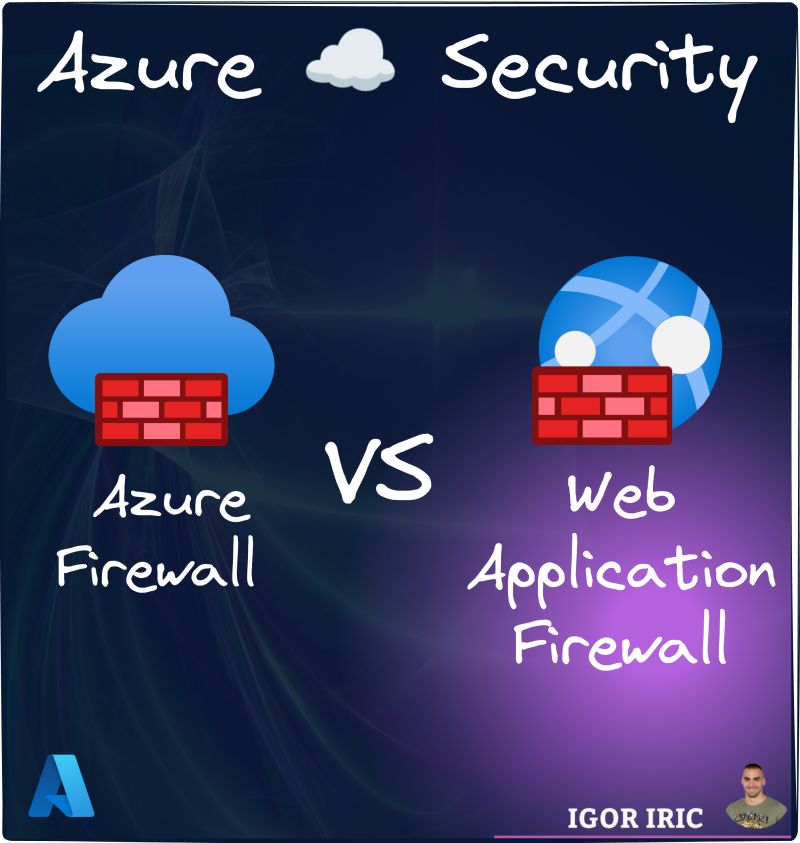 Azure Security
VS
Azure
Firewall
Web
Application
Firewall
IGOR IRIC